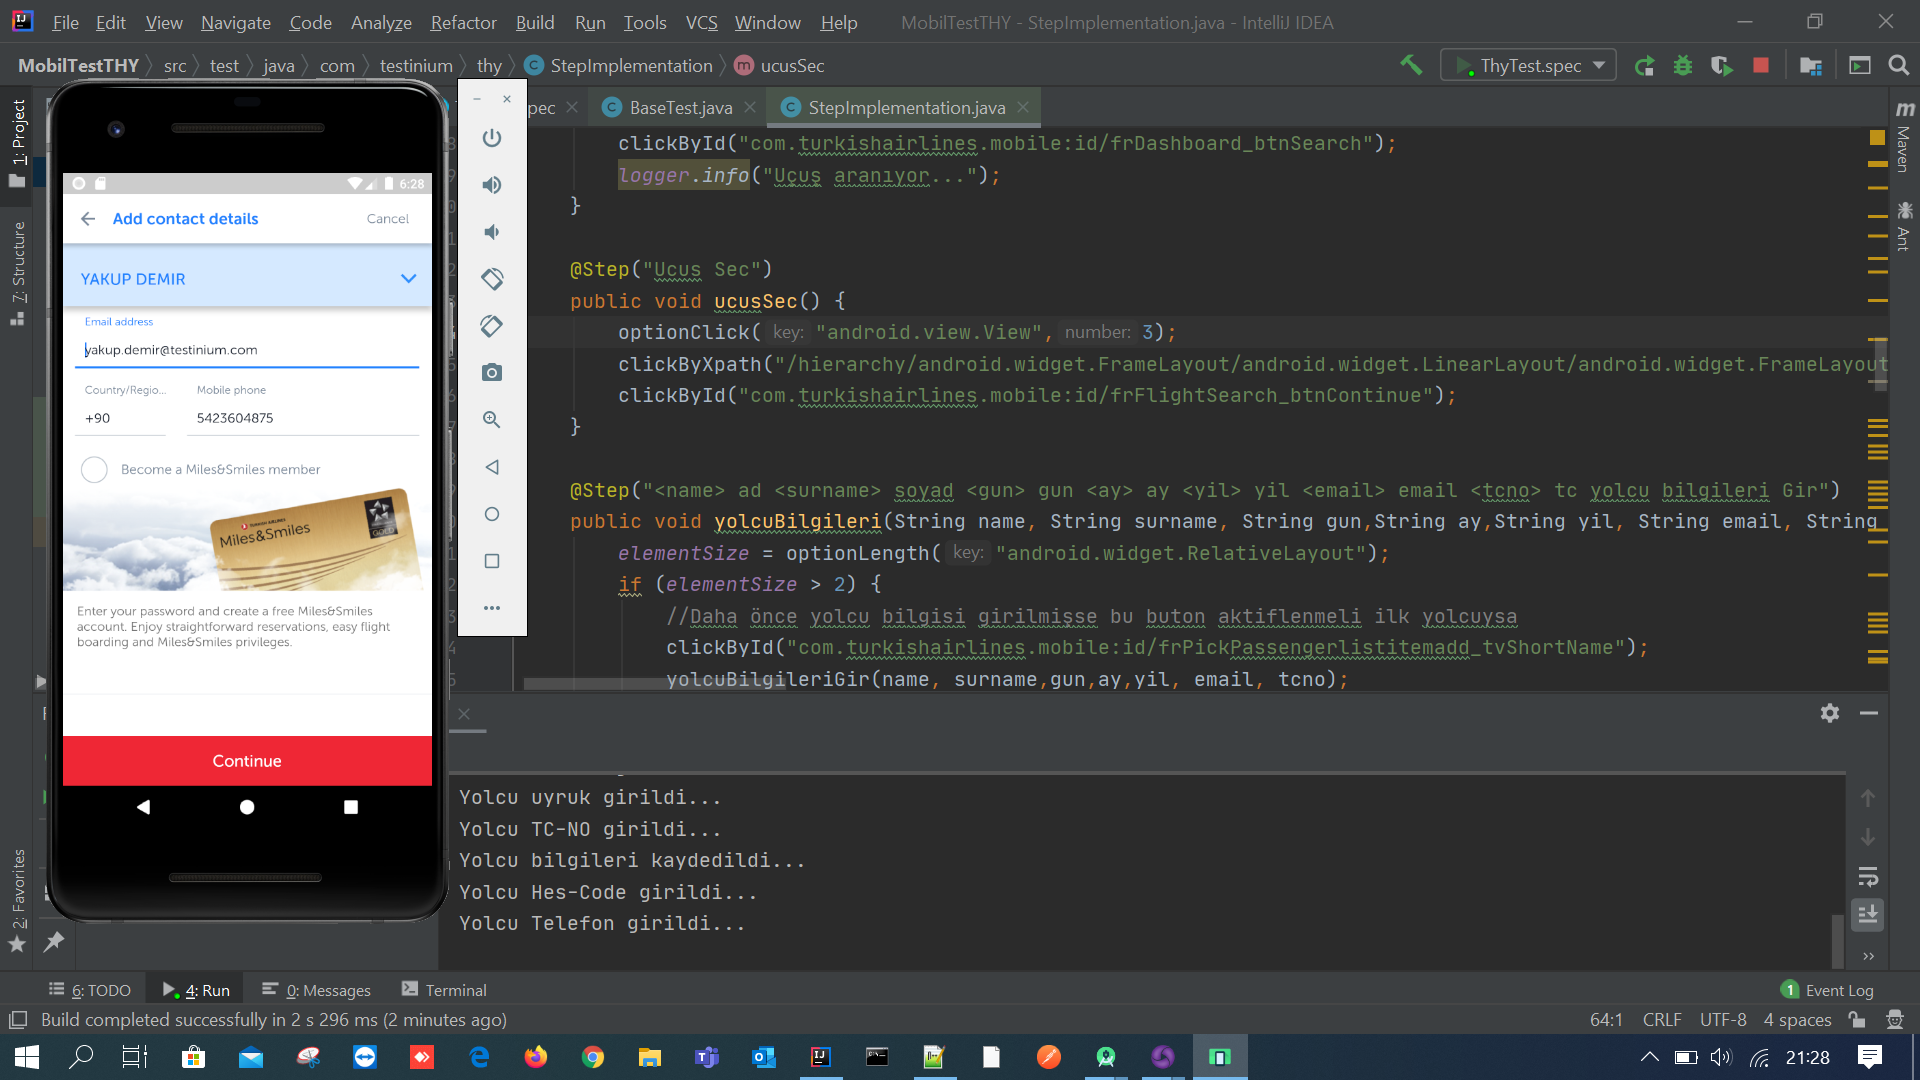 File Edit View Navigate Code Analyze Refactor Build Run Tools VCS Window Help MobilTestTHY - StepImplementation.java - IntelliJ IDEA
MobilTestTHY src test java com testinium thy StepImplementation ucusSec ThyTest.spec
pec BaseTest.java StepImplementation.java
1: Project
7: Structure
2: Favorites
Maven
Ant
6:28
Add contact details Cancel
YAKUP DEMIR
Email address
yakup.demir@testinium.com
Country/Regio... Mobile phone
+90 5423604875
Become a Miles&Smiles member
TURKISH AIRLINES
Miles&Smiles
GOLD
Enter your password and create a free Miles&Smiles
account. Enjoy straightforward reservations, easy flight
boarding and Miles&Smiles privileges.
Continue
clickById("com.turkishairlines.mobile:id/frDashboard_btnSearch");
logger.info("Uçuş aranıyor...");
}
@Step("Ucus Sec")
public void ucusSec() {
optionClick( key: "android.view.View", number: 3);
clickByXpath("/hierarchy/android.widget.FrameLayout/android.widget.LinearLayout/android.widget.FrameLayout
clickById("com.turkishairlines.mobile:id/frFlightSearch_btnContinue");
}
@Step("<name> ad <surname> soyad <gun> gun <ay> ay <yil> yil <email> email <tcno> tc yolcu bilgileri Gir")
public void yolcuBilgileri(String name, String surname, String gun,String ay,String yil, String email, String
elementSize = optionLength( key: "android.widget.RelativeLayout");
if (elementSize > 2) {
//Daha önce yolcu bilgisi girilmişse bu buton aktiflenmeli ilk yolcuysa
clickById("com.turkishairlines.mobile:id/frPickPassengerlistitemadd_tvShortName");
yolcuBilgileriGir(name, surname,gun,ay,yil, email, tcno);
Yolcu uyruk girildi...
Yolcu TC-NO girildi...
Yolcu bilgileri kaydedildi...
Yolcu Hes-Code girildi...
Yolcu Telefon girildi...
6: TODO 4: Run 0: Messages Terminal 1 Event Log
Build completed successfully in 2 s 296 ms (2 minutes ago) 64:1 CRLF UTF-8 4 spaces
21:28